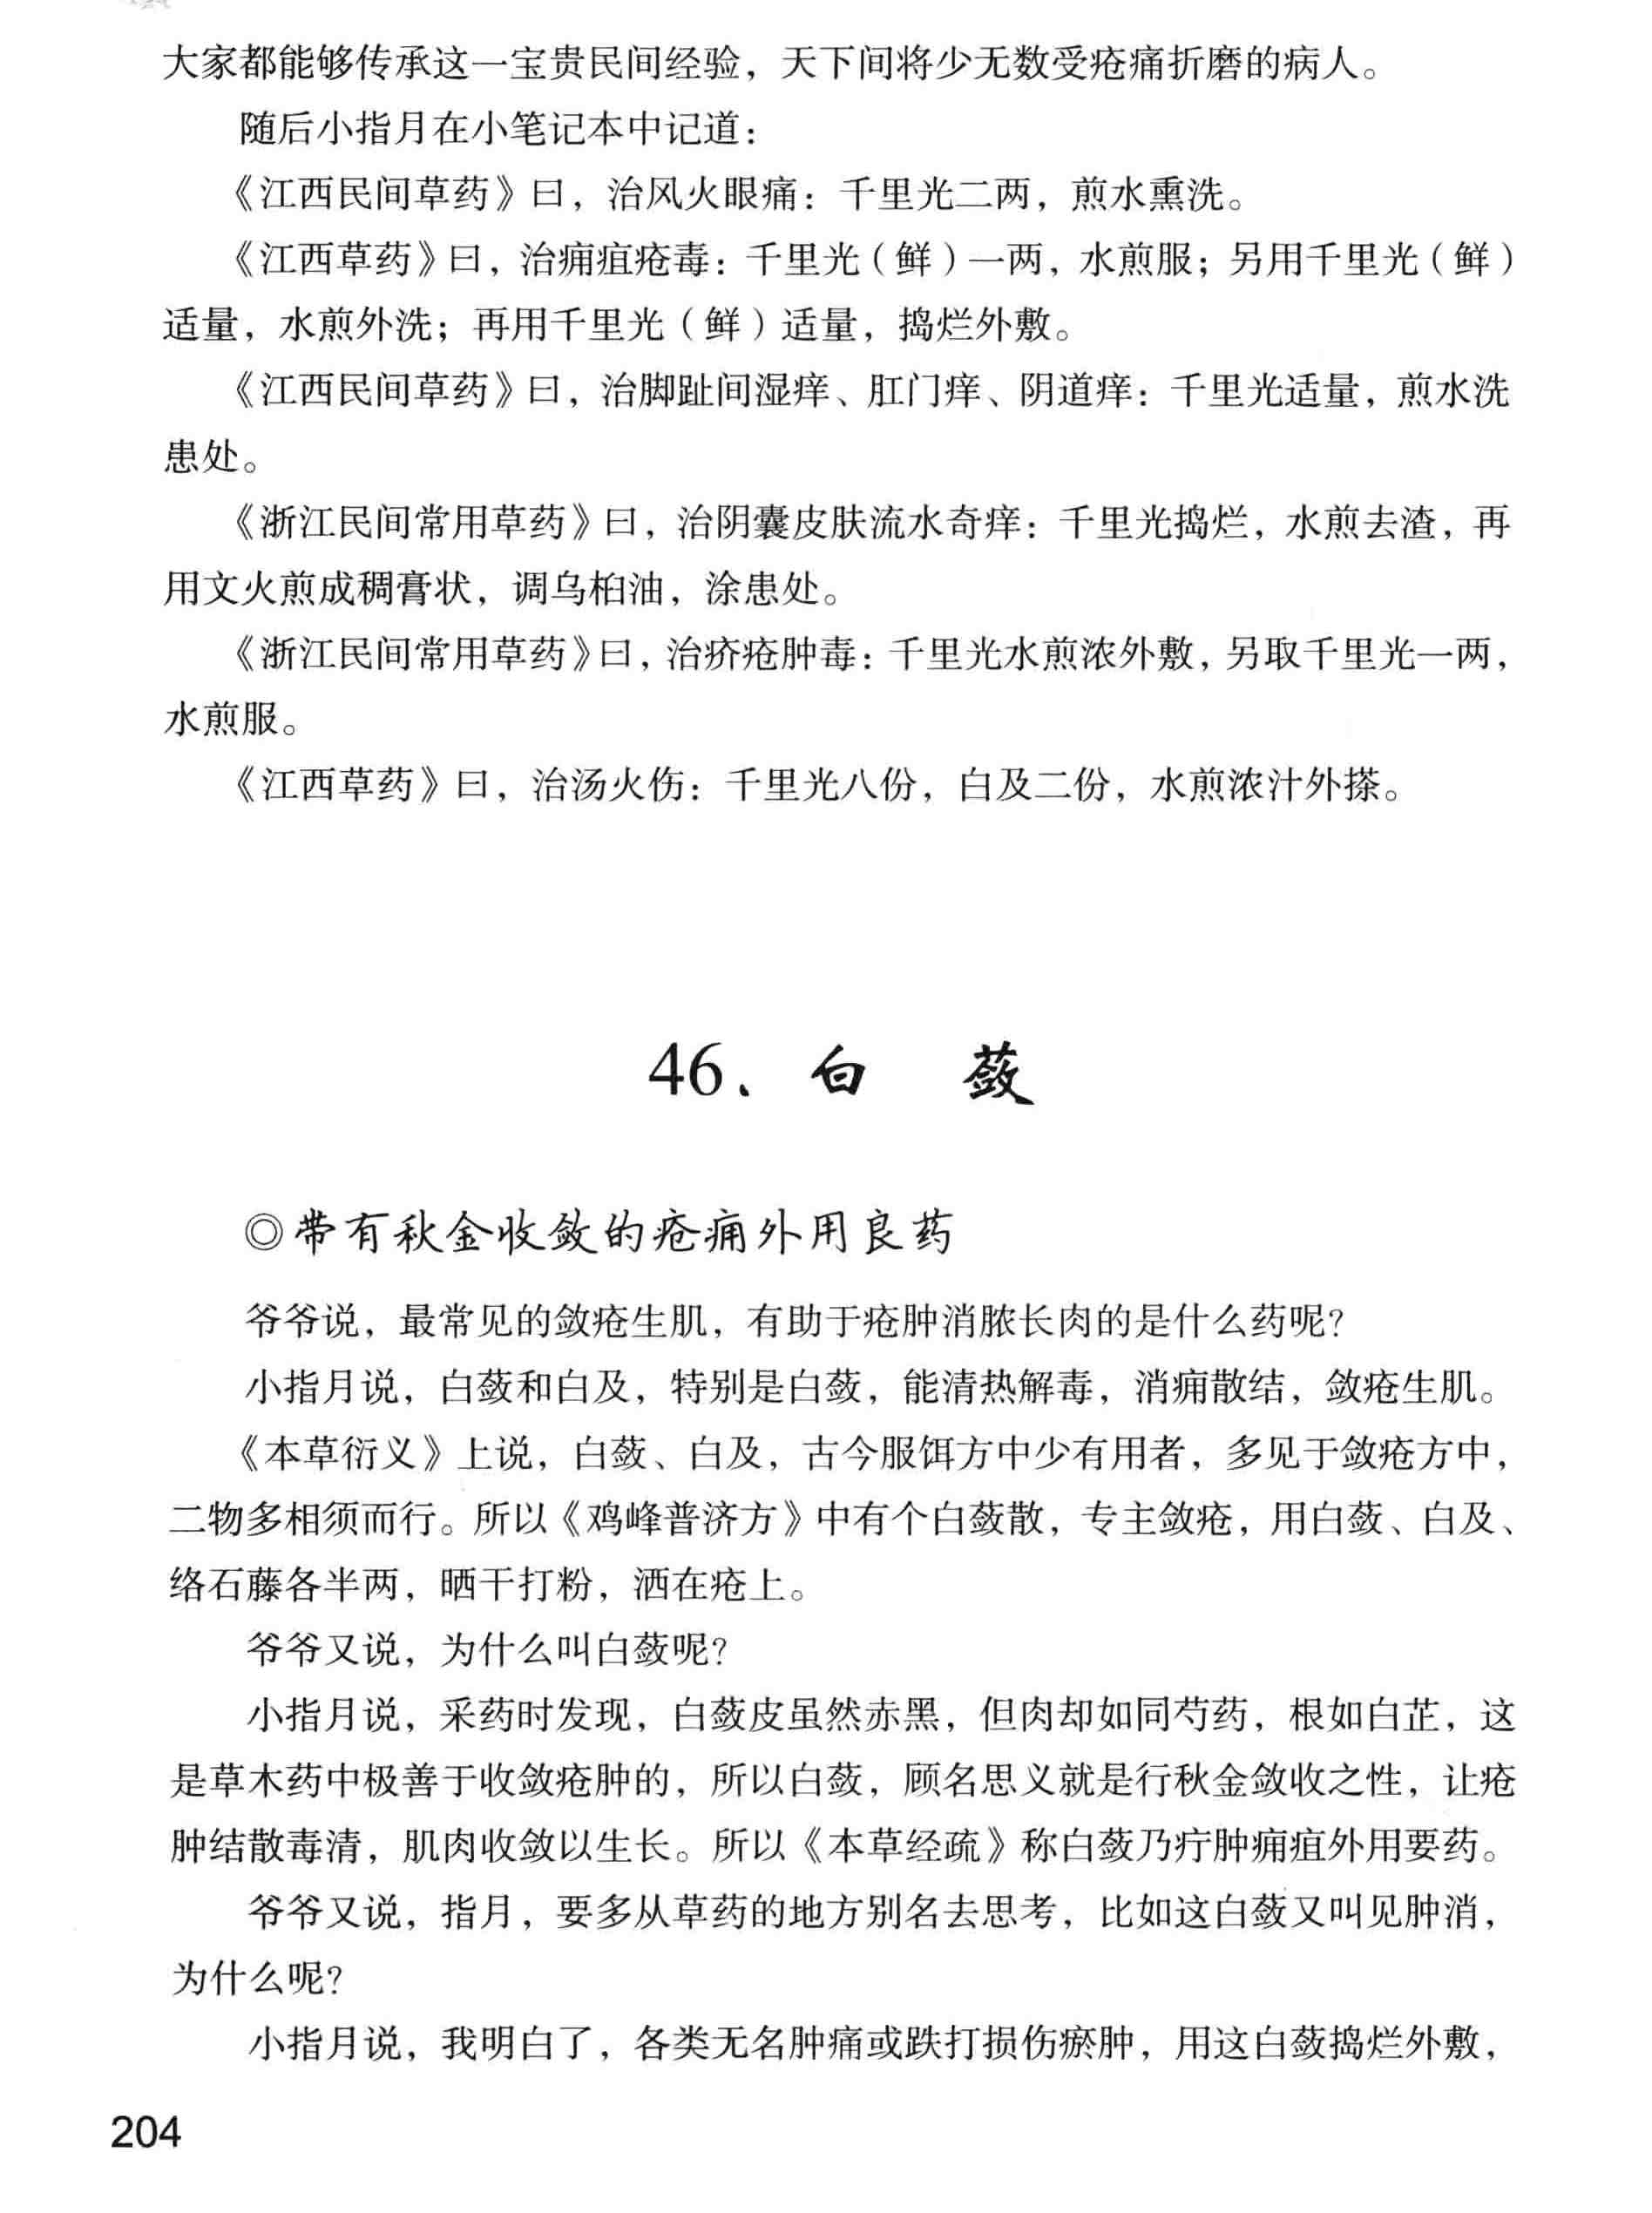 大家都能够传承这一宝贵民间经验，天下间将少无数受疮痛折磨的病人。
随后小指月在小笔记本中记道：
《江西民间草药》曰，治风火眼痛：千里光二两，煎水熏洗。
《江西草药》曰，治痈疽疮毒：千里光（鲜）一两，水煎服；另用千里光（鲜）
适量，水煎外洗；再用千里光（鲜）适量，捣烂外敷。
《江西民间草药》曰，治脚趾间湿痒、肛门痒、阴道痒：千里光适量，煎水洗
患处。
《浙江民间常用草药》曰，治阴囊皮肤流水奇痒：千里光捣烂，水煎去渣，再
用文火煎成稠膏状，调乌桕油，涂患处。
《浙江民间常用草药》曰，治疥疮肿毒：千里光水煎浓外敷，另取千里光一两，
水煎服。
《江西草药》曰，治汤火伤：千里光八份，白及二份，水煎浓汁外搽。
46、白　蔹
◎带有秋金收敛的疮痈外用良药
爷爷说，最常见的敛疮生肌，有助于疮肿消脓长肉的是什么药呢？
小指月说，白蔹和白及，特别是白蔹，能清热解毒，消痈散结，敛疮生肌。
《本草衍义》上说，白蔹、白及，古今服饵方中少有用者，多见于敛疮方中，
二物多相须而行。所以《鸡峰普济方》中有个白蔹散，专主敛疮，用白蔹、白及、
络石藤各半两，晒干打粉，洒在疮上。
爷爷又说，为什么叫白蔹呢？
小指月说，采药时发现，白蔹皮虽然赤黑，但肉却如同芍药，根如白芷，这
是草木药中极善于收敛疮肿的，所以白蔹，顾名思义就是行秋金敛收之性，让疮
肿结散毒清，肌肉收敛以生长。所以《本草经疏》称白蔹乃疔肿痈疽外用要药。
爷爷又说，指月，要多从草药的地方别名去思考，比如这白蔹又叫见肿消，
为什么呢？
小指月说，我明白了，各类无名肿痛或跌打损伤瘀肿，用这白蔹捣烂外敷，
204